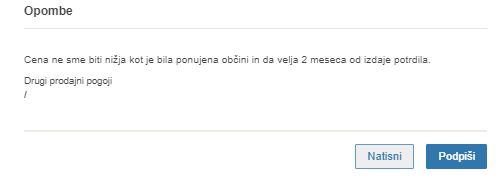 Opombe
Cena ne sme biti nižja kot je bila ponujena občini in da velja 2 meseca od izdaje potrdila.
Drugi prodajni pogoji
/
Natisni
Podpiši